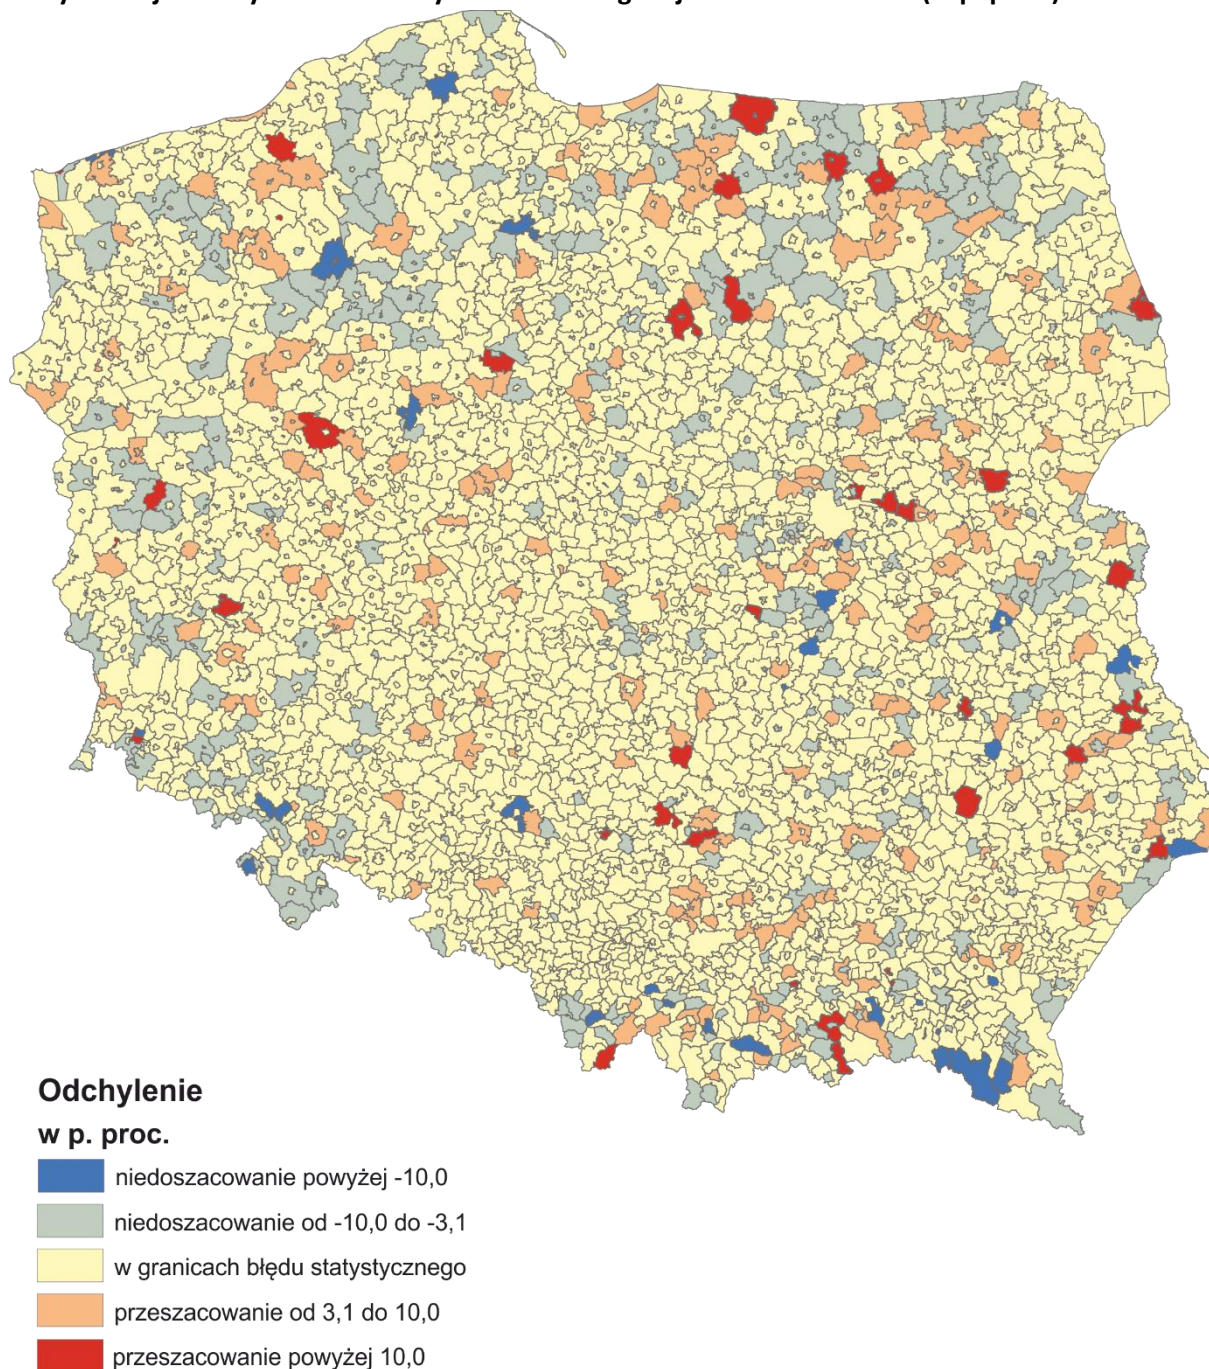 Odchylenie
w p. proc.
niedoszacowanie powyżej -10,0
niedoszacowanie od -10,0 do -3,1
w granicach błędu statystycznego
przeszacowanie od 3,1 do 10,0
przeszacowanie powyżej 10,0